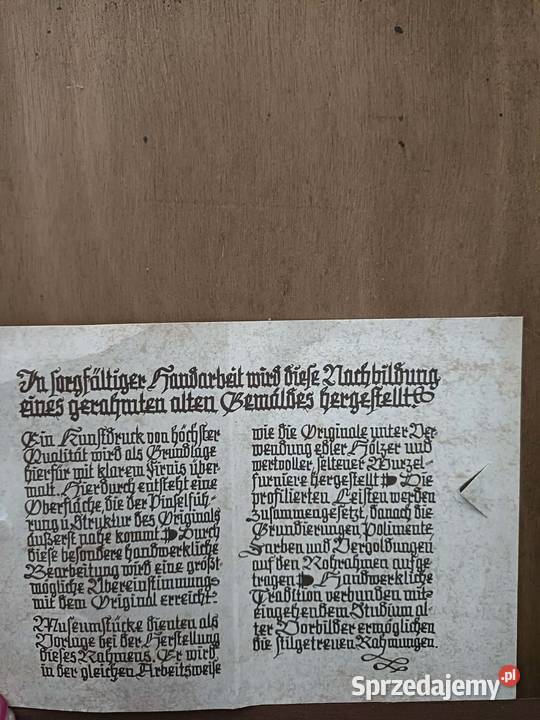 In sorgfältiger Handarbeit wird diese Nachbildung
eines gerahmten alten Gemäldes hergestellt.
Ein Kunstdruck von höchster
Qualität wird als Grundlage
hierfür mit klarem Firnis über-
malt. Hierdurch entsteht eine
Oberfläche die der Pinselfüh-
rung u. Struktur des Originals
äußerst nahe kommt Durch
diese besondere handwerkliche
Bearbeitung wird eine größt-
mögliche Übereinstimmung
mit dem Original erreicht.
Museumstücke dienten als
Vorlage bei der Herstellung
dieses Rahmens. Er wird
in der gleichen Arbeitsweise
wie die Originale unter Ver
wendung edler Hölzer und
wertvoller, seltener Wurzel-
furniere hergestellt Die
profilierten Leisten werden
zusammengesetzt, danach die
Grundierungen, Polimente,
Farben und Vergoldungen
auf den Rohrahmen aufge
tragen Handwerkliche
Tradition verbunden mit
eingehendem Studium al-
ter Vorbilder ermöglichen
die stilgetreuen Rahmungen.
Sprzedajemy.pl